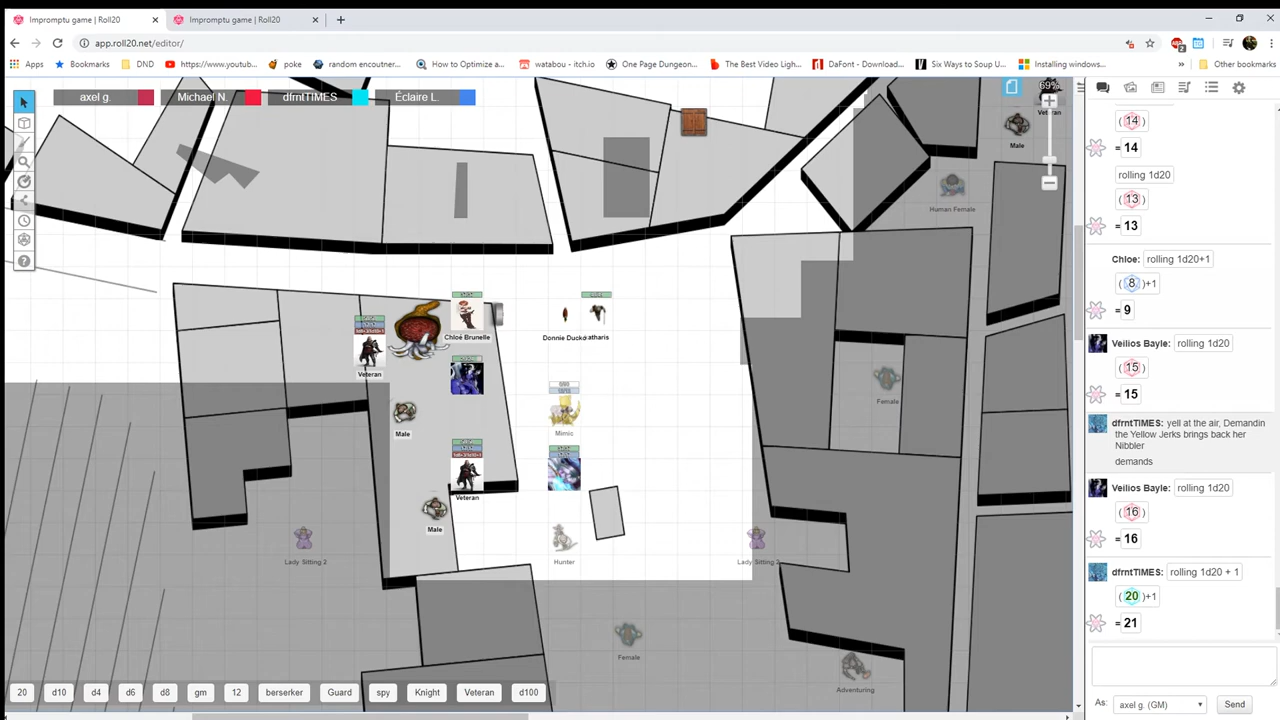 Impromptu game | Roll20
Impromptu game | Roll20
app.roll20.net/editor/
Apps
Bookmarks
DND
https://www.youtub...
poke
random encoutner...
How to Optimize a...
watabou - itch.io
One Page Dungeon...
The Best Video Ligh...
DaFont - Downloa...
Six Ways to Soup U...
Installing windows...
Other bookmarks
axel g.
Michael N.
dfrntTIMES
Éclaire L.
69%
Male
Human Female
Chloe Brunelle
Donnie Duck
atharis
Veteran
Mimic
Male
Female
Veteran
Male
Lady Sitting 2
Hunter
Lady Sitting 2
Female
Adventuring
20
d10
d4
d6
d8
gm
12
berserker
Guard
spy
Knight
Veteran
d100
(14)
= 14
rolling 1d20
(13)
= 13
Chloe: rolling 1d20+1
(8)+1
= 9
Veilios Bayle: rolling 1d20
(15)
= 15
dfrntTIMES: yell at the air, Demandin
the Yellow Jerks brings back her
Nibbler
demands
Veilios Bayle: rolling 1d20
(16)
= 16
dfrntTIMES: rolling 1d20 + 1
(20)+1
= 21
As:
axel g. (GM)
Send